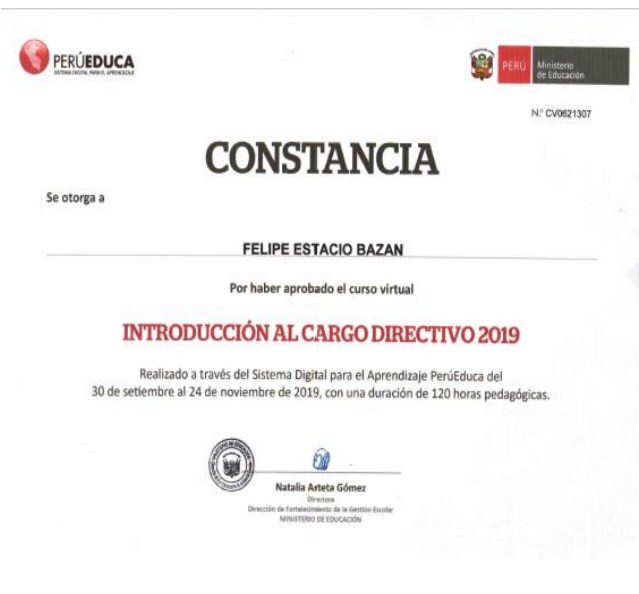 PERÚEDUCA
SISTEMA DIGITAL PARA EL APRENDIZAJE
PERÚ
Ministerio
de Educación
N.° CV0621307
CONSTANCIA
Se otorga a
FELIPE ESTACIO BAZAN
Por haber aprobado el curso virtual
INTRODUCCIÓN AL CARGO DIRECTIVO 2019
Realizado a través del Sistema Digital para el Aprendizaje PerúEduca del
30 de setiembre al 24 de noviembre de 2019, con una duración de 120 horas pedagógicas.
Natalia Arteta Gómez
Directora
Dirección de Fortalecimiento de la Gestión Escolar
MINISTERIO DE EDUCACIÓN